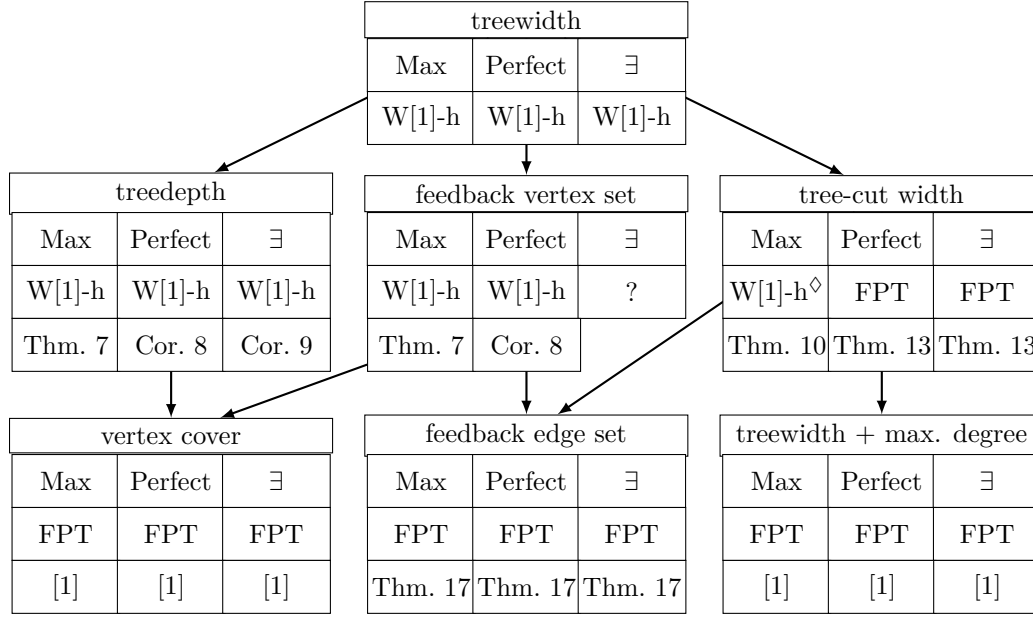 treewidth
Max Perfect ∃
W[1]-h W[1]-h W[1]-h
treedepth
Max Perfect ∃
W[1]-h W[1]-h W[1]-h
Thm. 7 Cor. 8 Cor. 9
feedback vertex set
Max Perfect ∃
W[1]-h W[1]-h ?
Thm. 7 Cor. 8
tree-cut width
Max Perfect ∃
W[1]-h◊ FPT FPT
Thm. 10 Thm. 13 Thm. 13
vertex cover
Max Perfect ∃
FPT FPT FPT
[1] [1] [1]
feedback edge set
Max Perfect ∃
FPT FPT FPT
Thm. 17 Thm. 17 Thm. 17
treewidth + max. degree
Max Perfect ∃
FPT FPT FPT
[1] [1] [1]